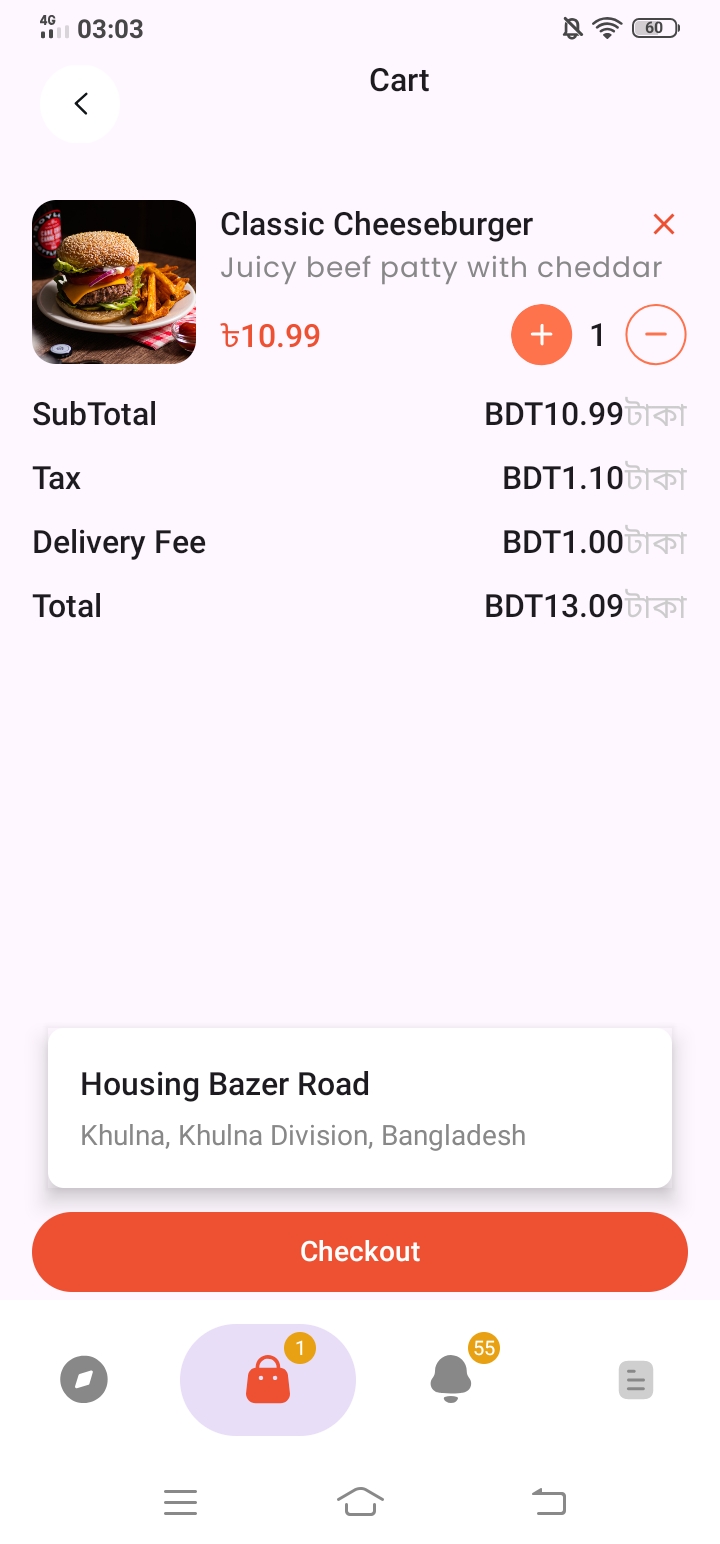 4G 03:03 60
Cart
Classic Cheeseburger
Juicy beef patty with cheddar
৳10.99
1
SubTotal BDT10.99টাকা
Tax BDT1.10টাকা
Delivery Fee BDT1.00টাকা
Total BDT13.09টাকা
Housing Bazer Road
Khulna, Khulna Division, Bangladesh
Checkout
1 55